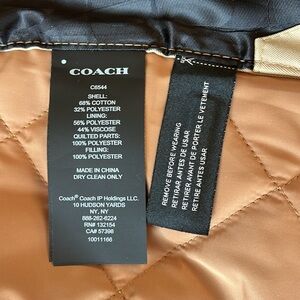 COACH
C6544
SHELL:
68% COTTON
32% POLYESTER
LINING:
56% POLYESTER
44% VISCOSE
QUILTED PARTS:
100% POLYESTER
FILLING:
100% POLYESTER
MADE IN CHINA
DRY CLEAN ONLY
Coach® Coach IP Holdings LLC.
10 HUDSON YARDS
NY, NY
888-262-6224
RN# 132154
CA# 57398
10011166
REMOVE BEFORE WEARING
RETIRAR ANTES DE USAR
RETIRER AVANT DE PORTER LE VETEMENT
RETIRE ANTES USAR